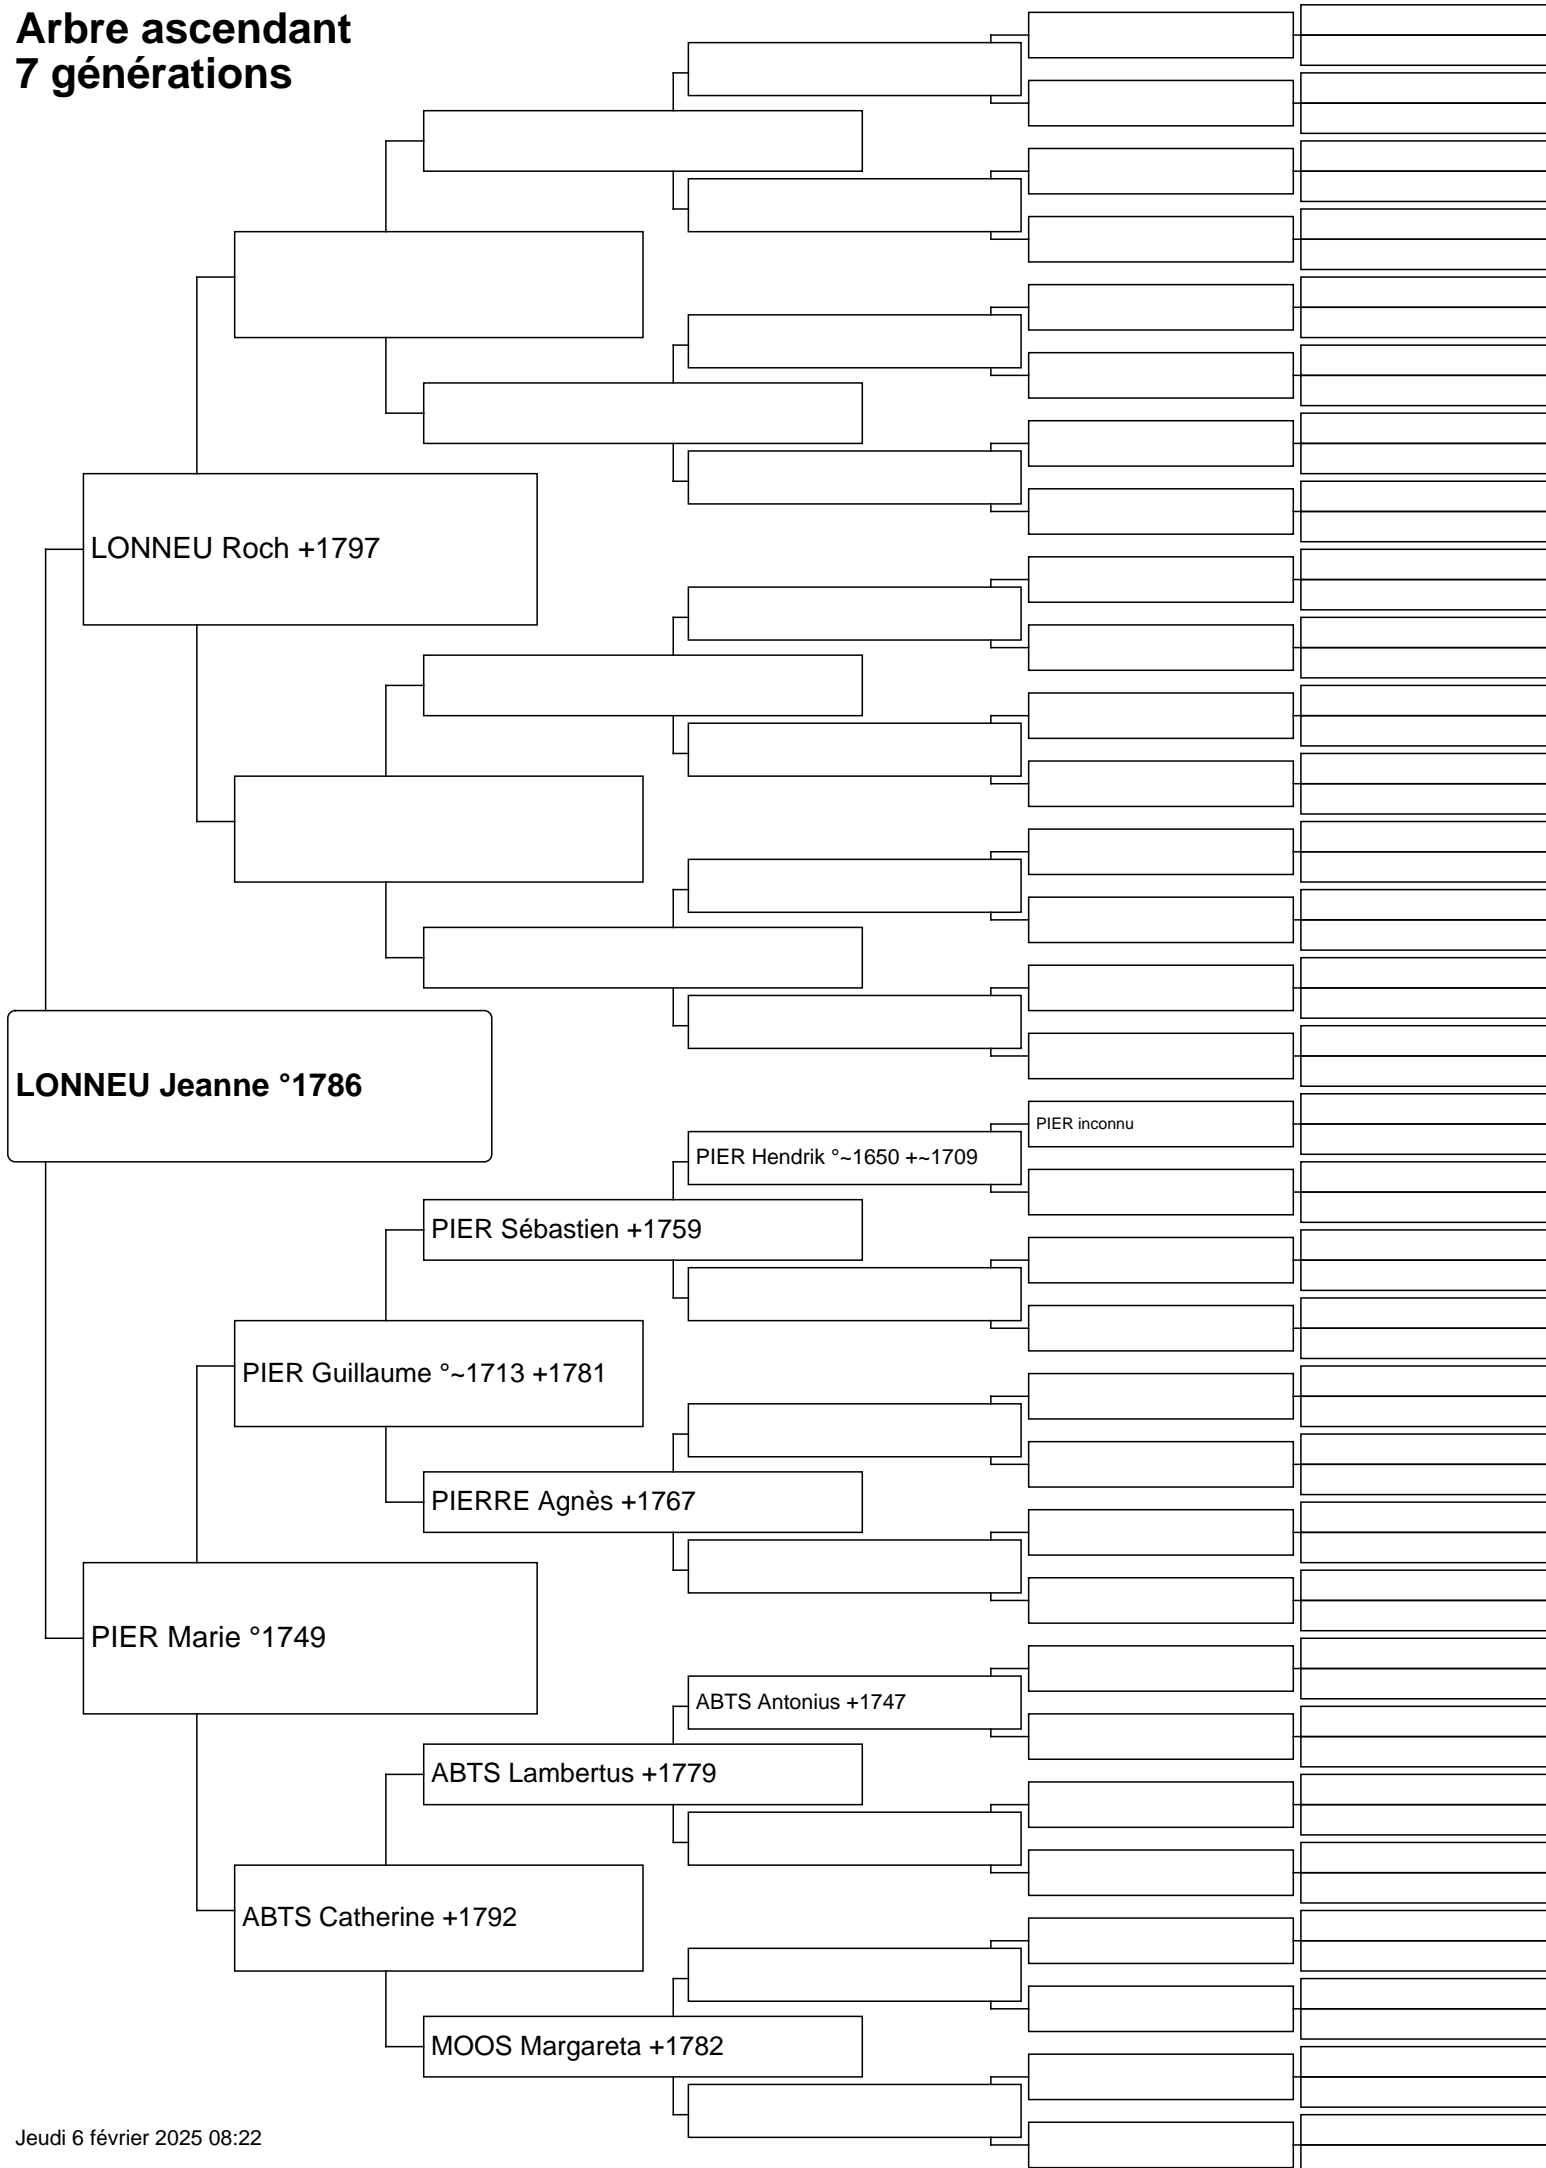 Arbre ascendant
7 générations
LONNEU Roch +1797
LONNEU Jeanne °1786
PIER inconnu
PIER Hendrik °~1650 +~1709
PIER Sébastien +1759
PIER Guillaume °~1713 +1781
PIERRE Agnès +1767
PIER Marie °1749
ABTS Antonius +1747
ABTS Lambertus +1779
ABTS Catherine +1792
MOOS Margareta +1782
Jeudi 6 février 2025 08:22